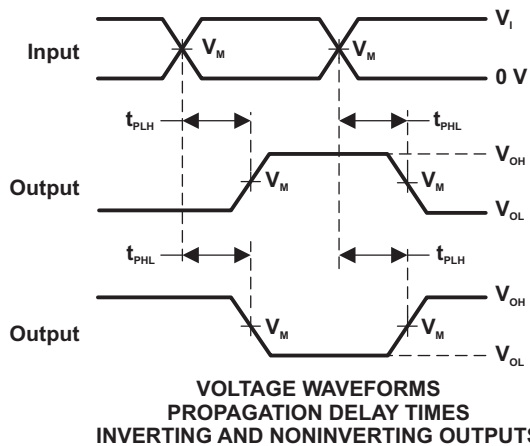 V_I
Input
V_M
V_M
0 V
t_PLH
t_PHL
V_OH
Output
V_M
V_M
V_OL
t_PHL
t_PLH
V_OH
Output
V_M
V_M
V_OL
VOLTAGE WAVEFORMS
PROPAGATION DELAY TIMES
INVERTING AND NONINVERTING OUTPUTS